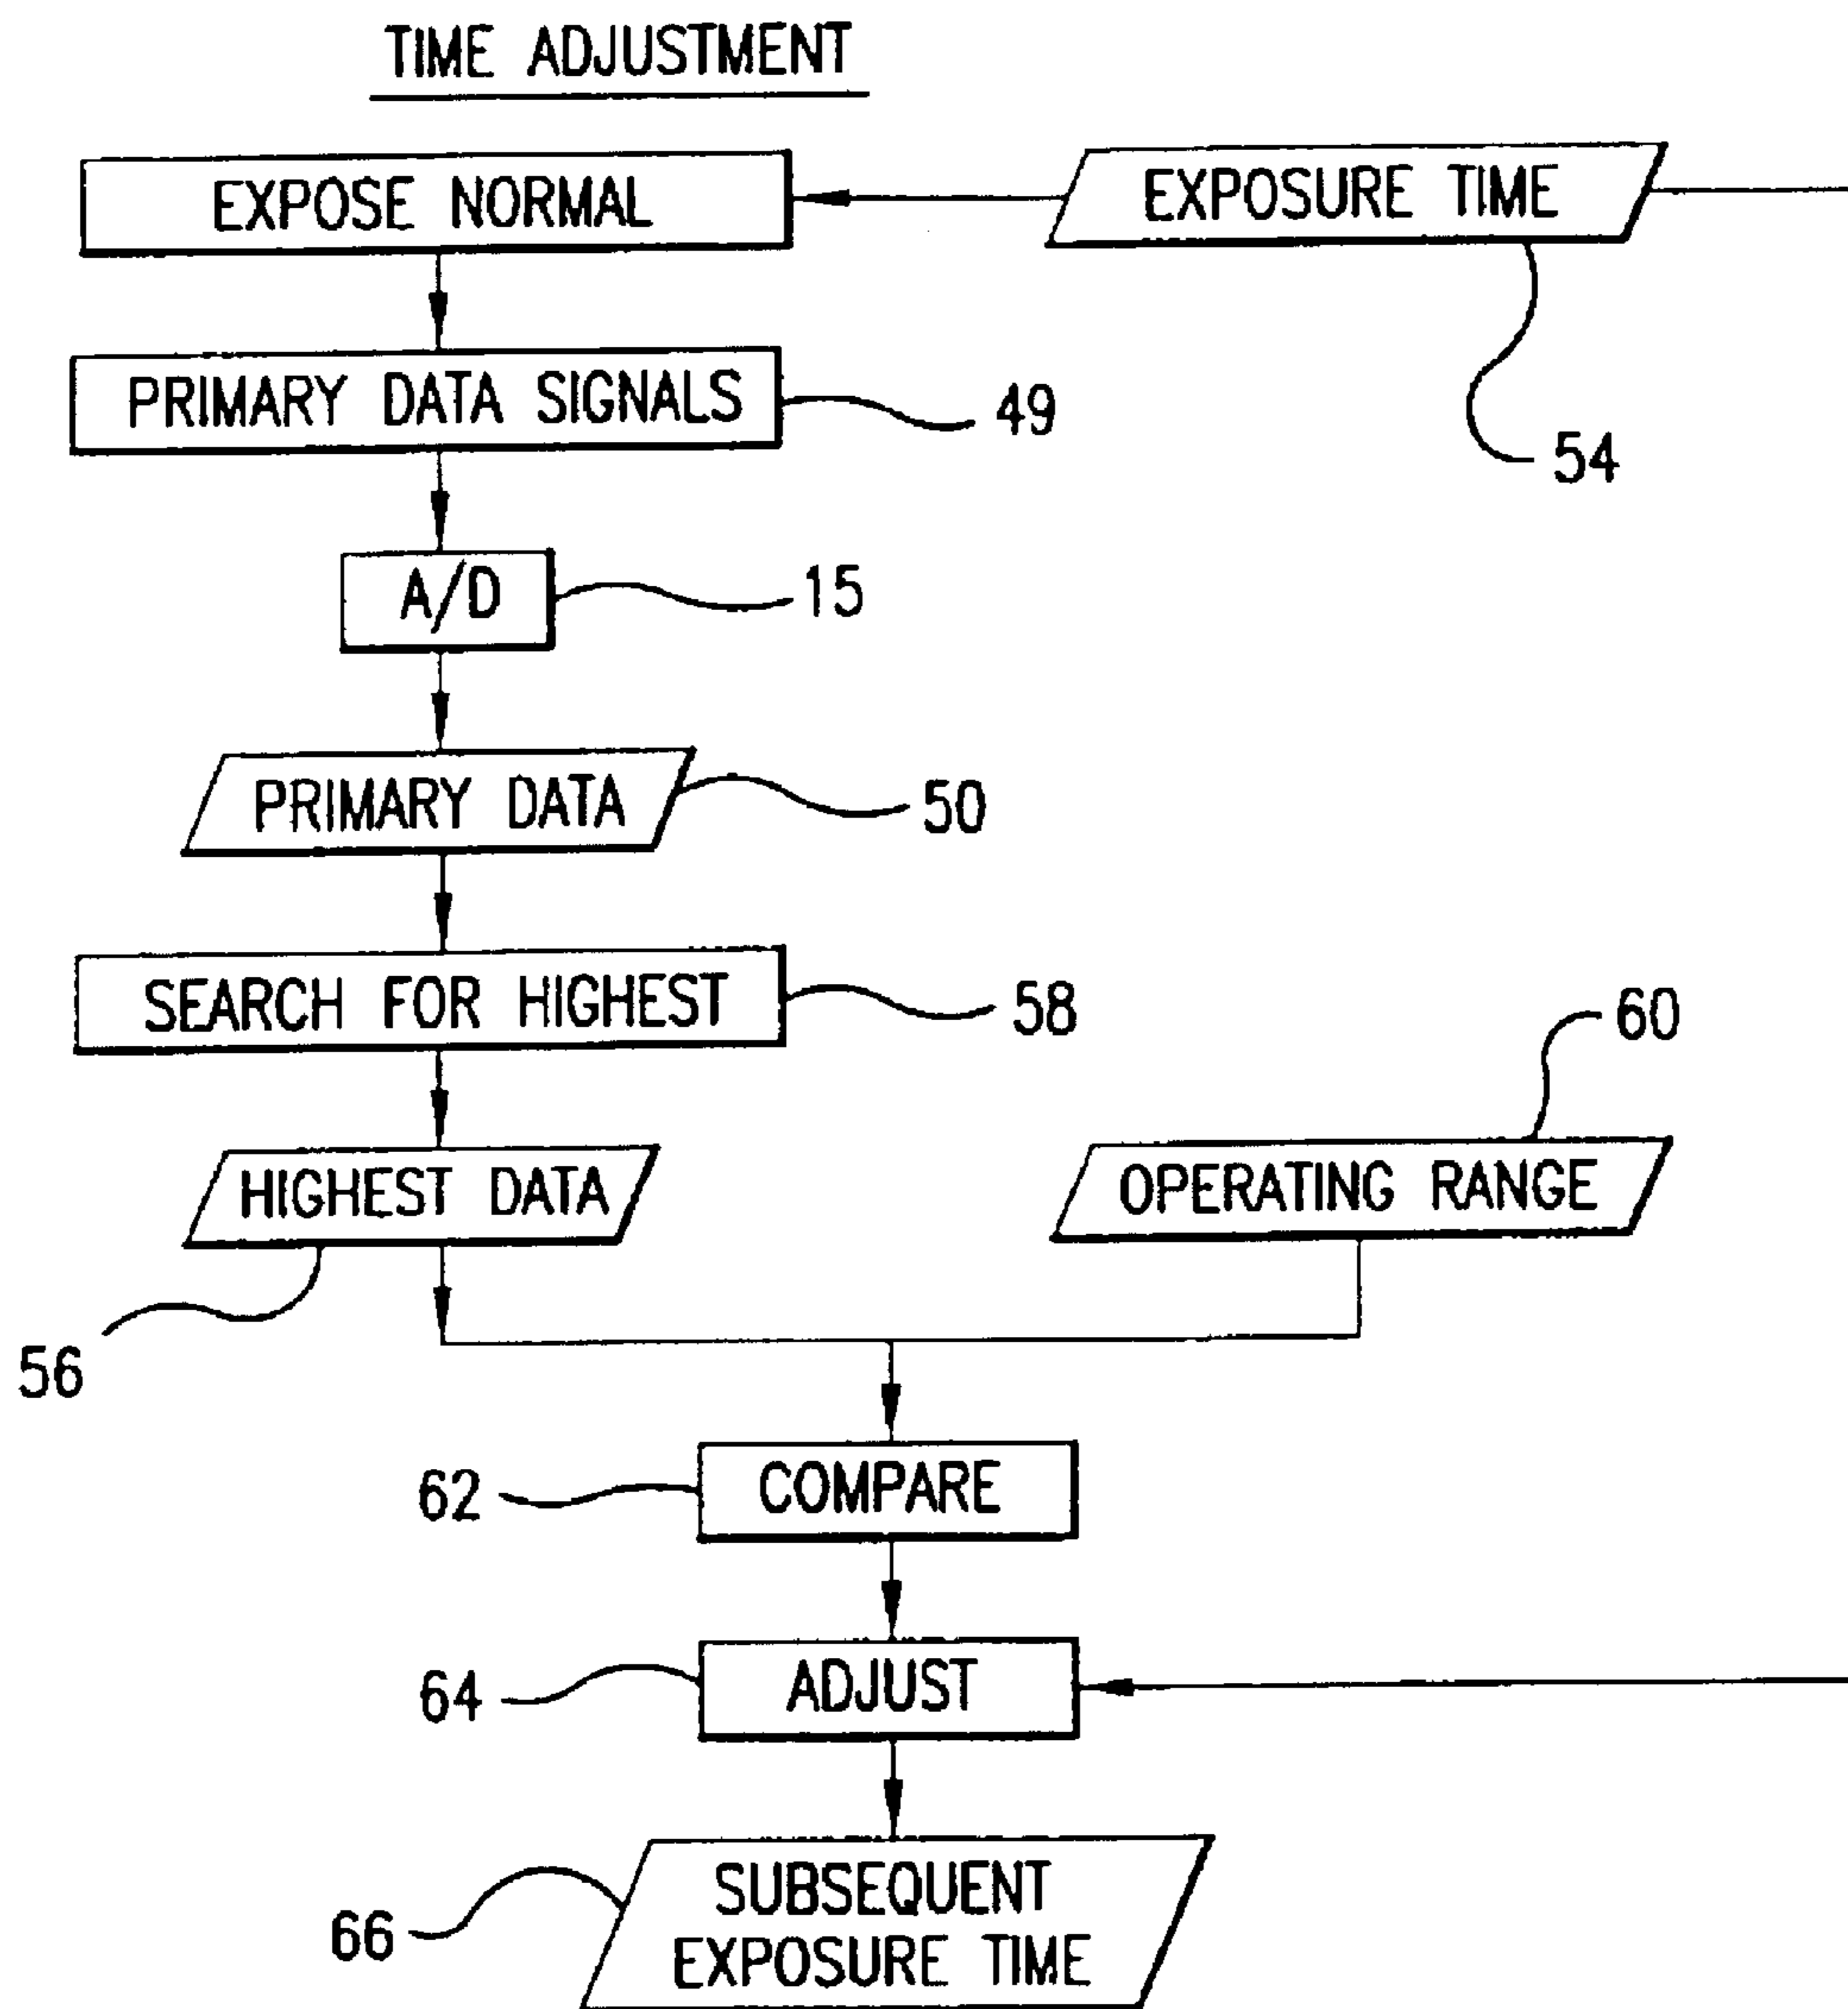 TIME ADJUSTMENT
EXPOSE NORMAL
EXPOSURE TIME
PRIMARY DATA SIGNALS
49
54
A/D
15
PRIMARY DATA
50
SEARCH FOR HIGHEST
58
60
HIGHEST DATA
OPERATING RANGE
56
62
COMPARE
64
ADJUST
66
SUBSEQUENT
EXPOSURE TIME